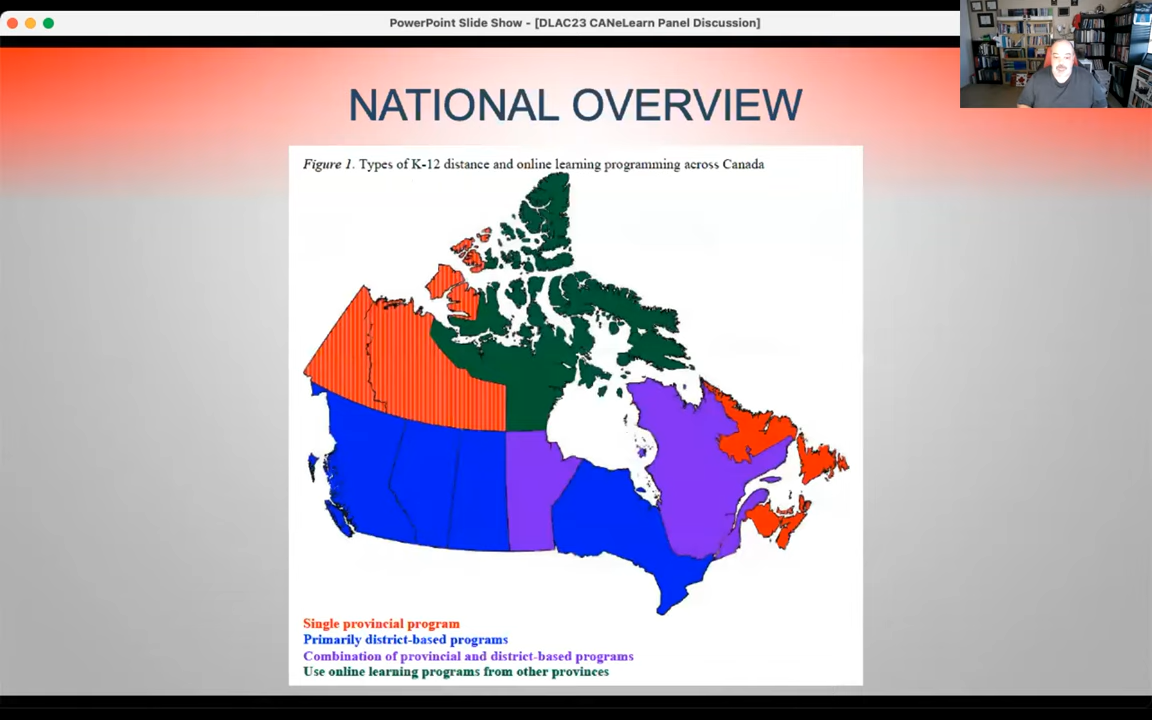 PowerPoint Slide Show - [DLAC23 CANeLearn Panel Discussion]
NATIONAL OVERVIEW
Figure 1. Types of K-12 distance and online learning programming across Canada
Single provincial program
Primarily district-based programs
Combination of provincial and district-based programs
Use online learning programs from other provinces